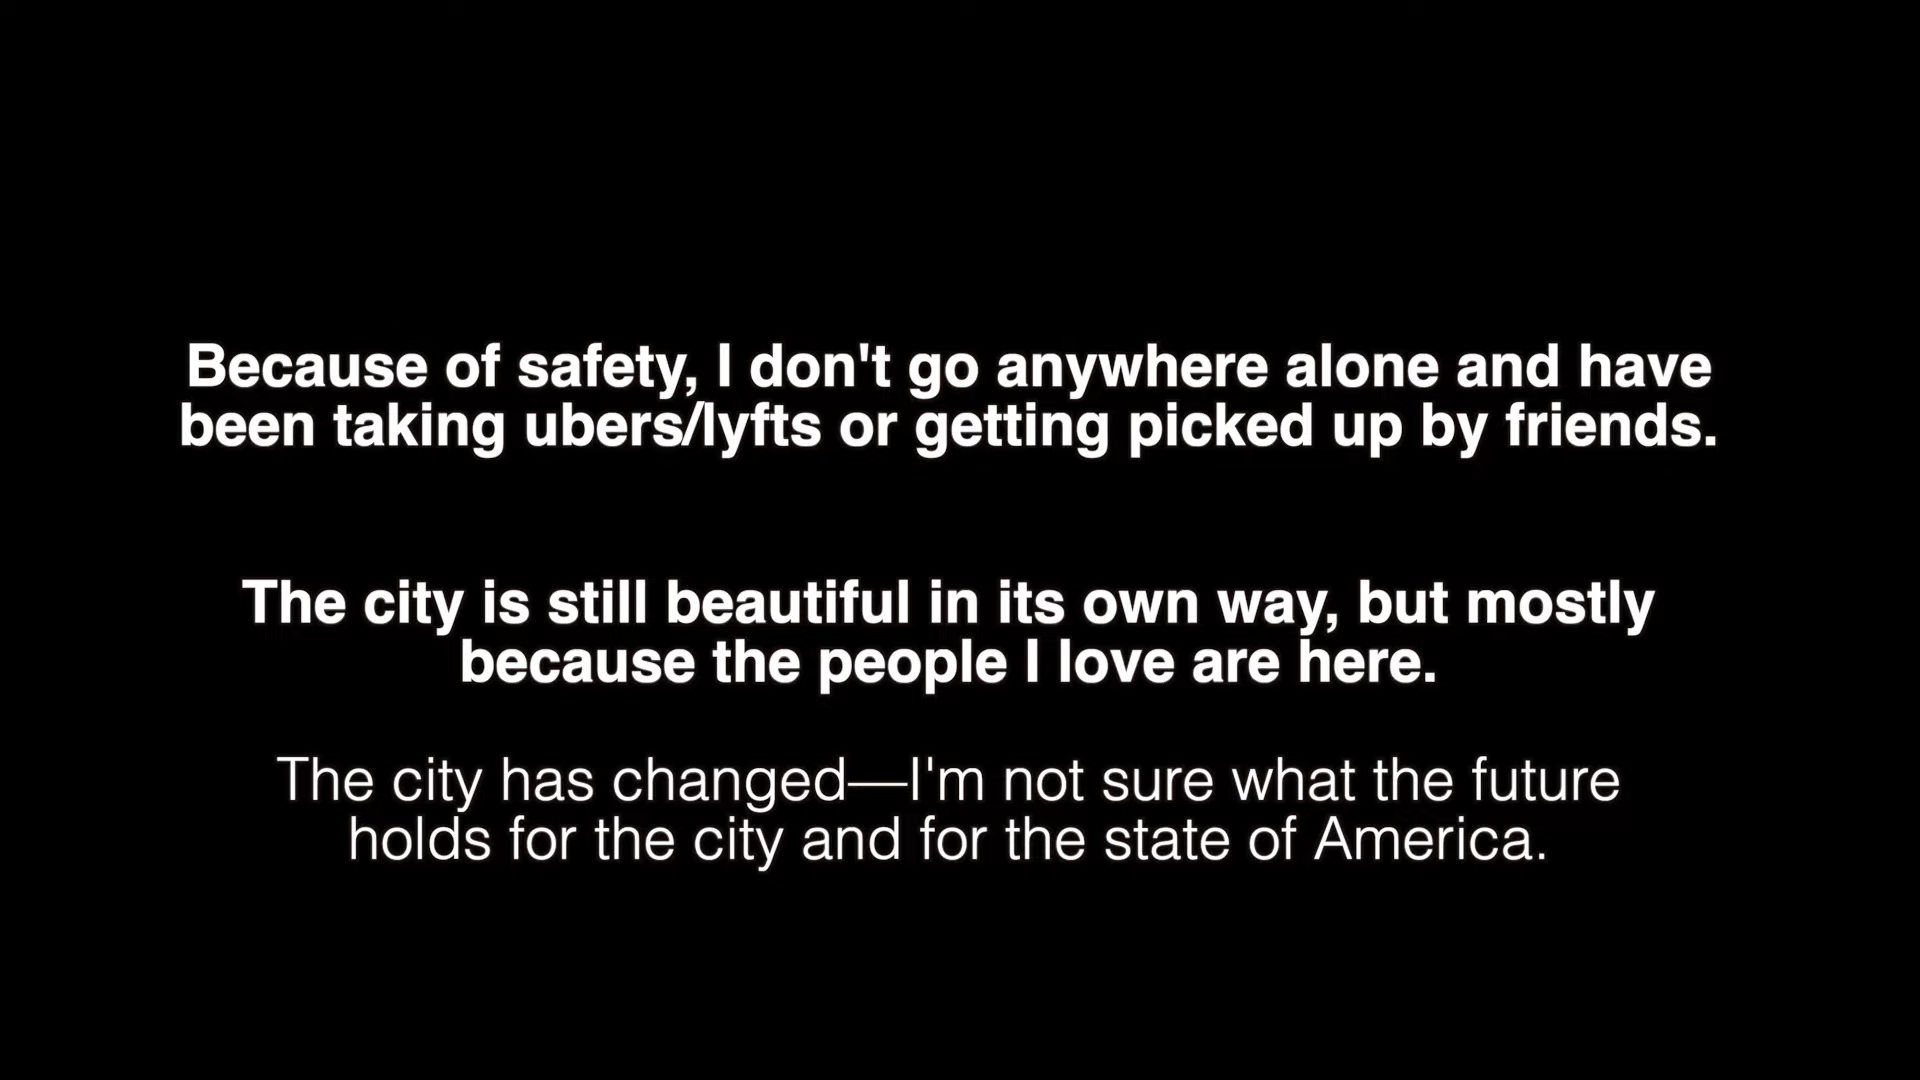 Because of safety, I don't go anywhere alone and have
been taking ubers/lyfts or getting picked up by friends.
The city is still beautiful in its own way, but mostly
because the people I love are here.
The city has changed—I'm not sure what the future
holds for the city and for the state of America.